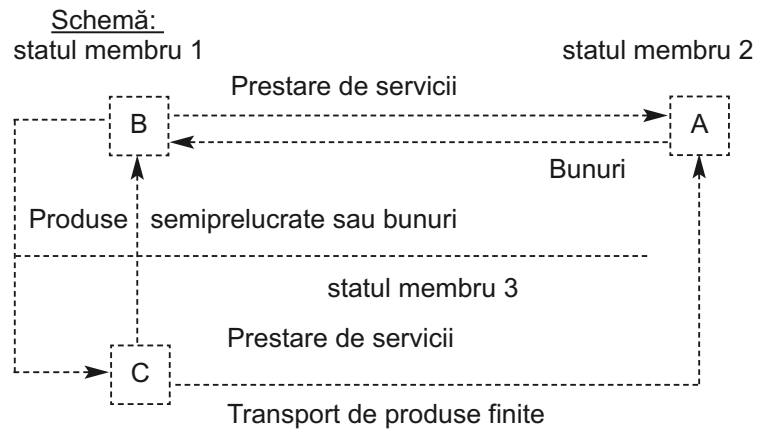 Schemă:
statul membru 1
statul membru 2
Prestare de servicii
B
A
Bunuri
Produse semiprelucrate sau bunuri
statul membru 3
Prestare de servicii
C
Transport de produse finite